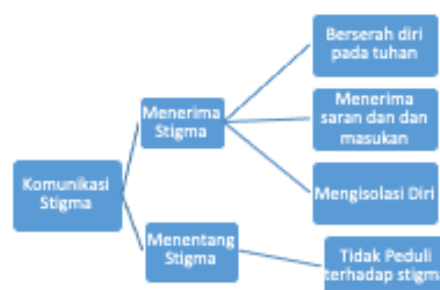 Komunikasi
Stigma
Menerima
Stigma
Menentang
Stigma
Berserah diri
pada tuhan
Menerima
saran dan dan
masukan
Mengisolasi Diri
Tidak Peduli
terhadap stigma